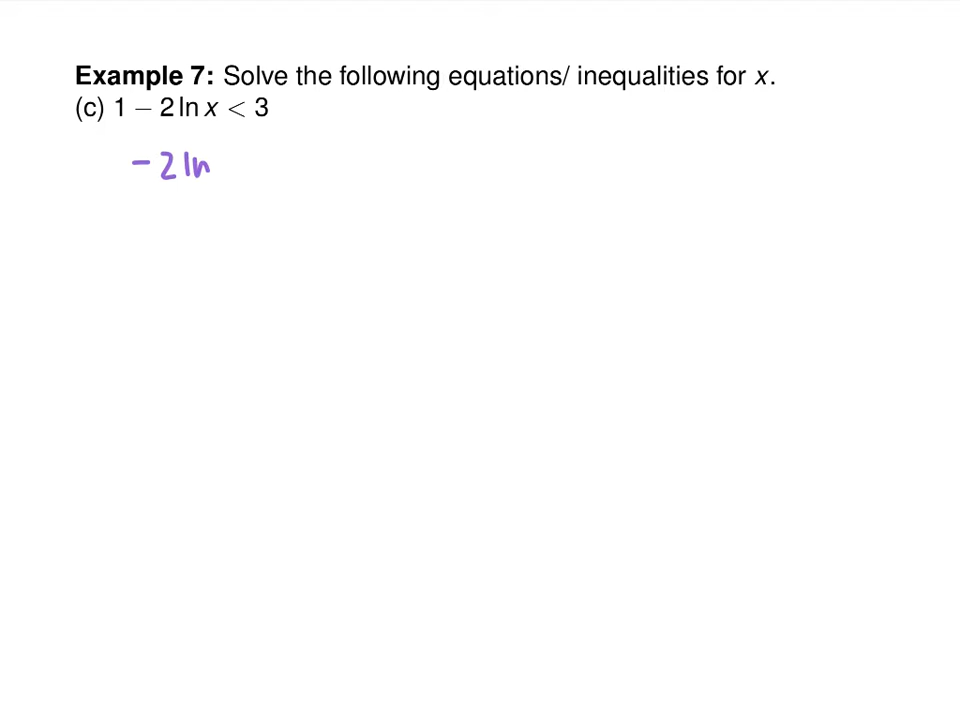 Example 7: Solve the following equations/ inequalities for x.
(c) 1 − 2 ln x < 3
− 2 ln